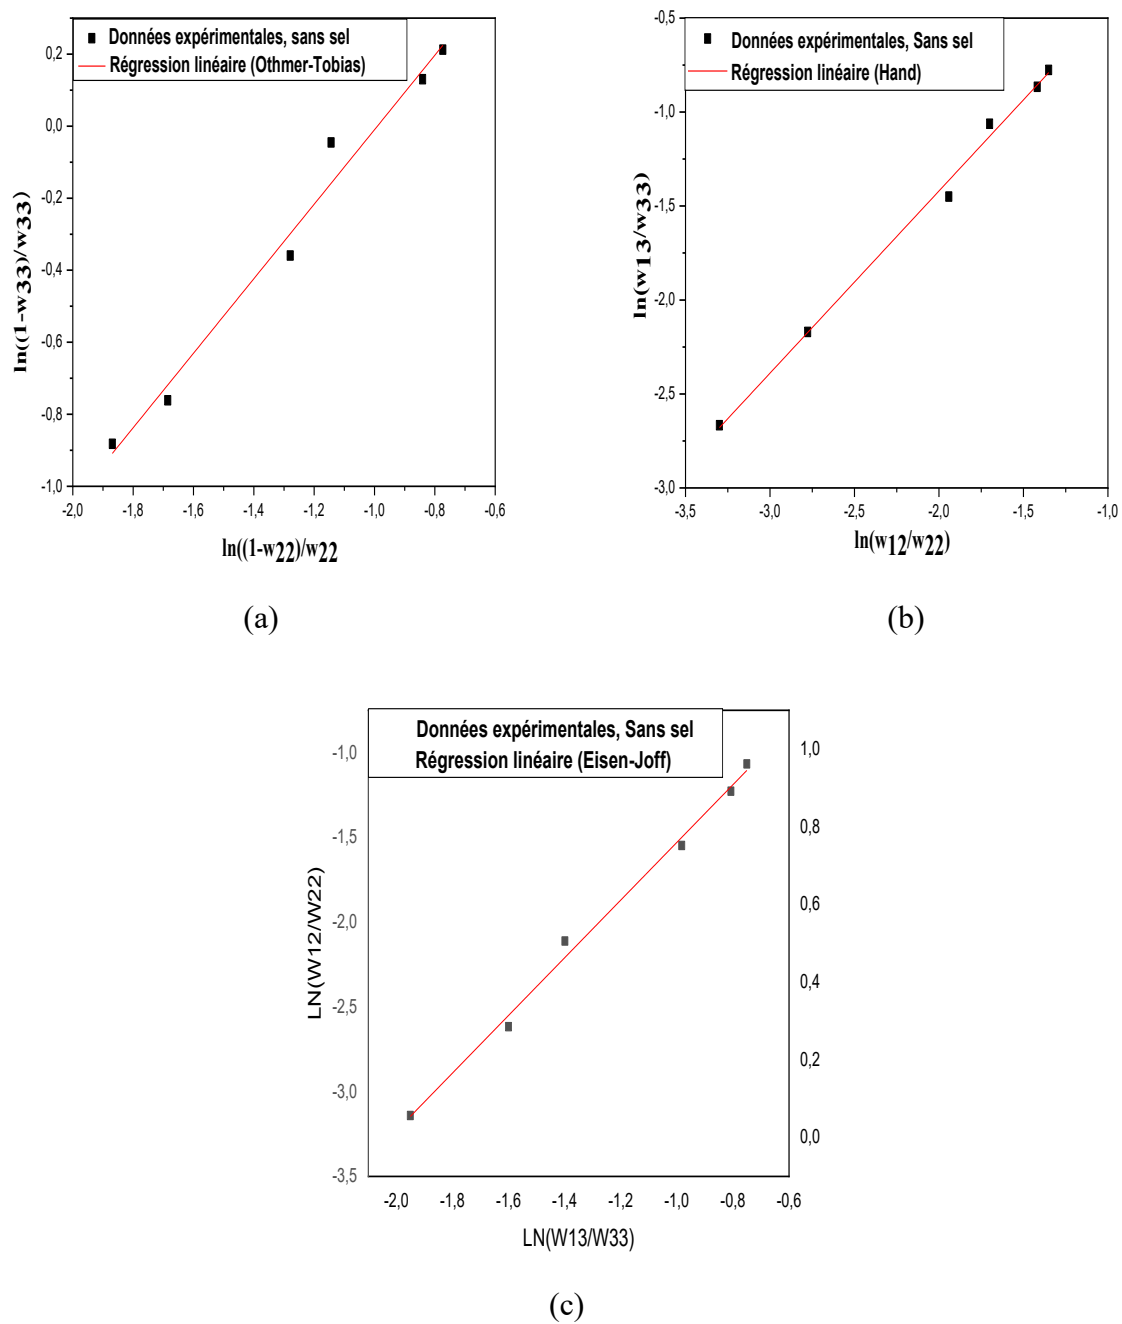 Données expérimentales, sans sel
Régression linéaire (Othmer-Tobias)
0,2
0,0
-0,2
-0,4
-0,6
-0,8
-1,0
ln((1-w33)/w33)
-2,0 -1,8 -1,6 -1,4 -1,2 -1,0 -0,8 -0,6
ln((1-w22)/w22
(a)
Données expérimentales, Sans sel
Régression linéaire (Hand)
-0,5
-1,0
-1,5
-2,0
-2,5
-3,0
ln(w13/w33)
-3,5 -3,0 -2,5 -2,0 -1,5 -1,0
ln(w12/w22)
(b)
Données expérimentales, Sans sel
Régression linéaire (Eisen-Joff)
-1,0
-1,5
-2,0
-2,5
-3,0
-3,5
LN(W12/W22)
1,0
0,8
0,6
0,4
0,2
0,0
-2,0 -1,8 -1,6 -1,4 -1,2 -1,0 -0,8 -0,6
LN(W13/W33)
(c)